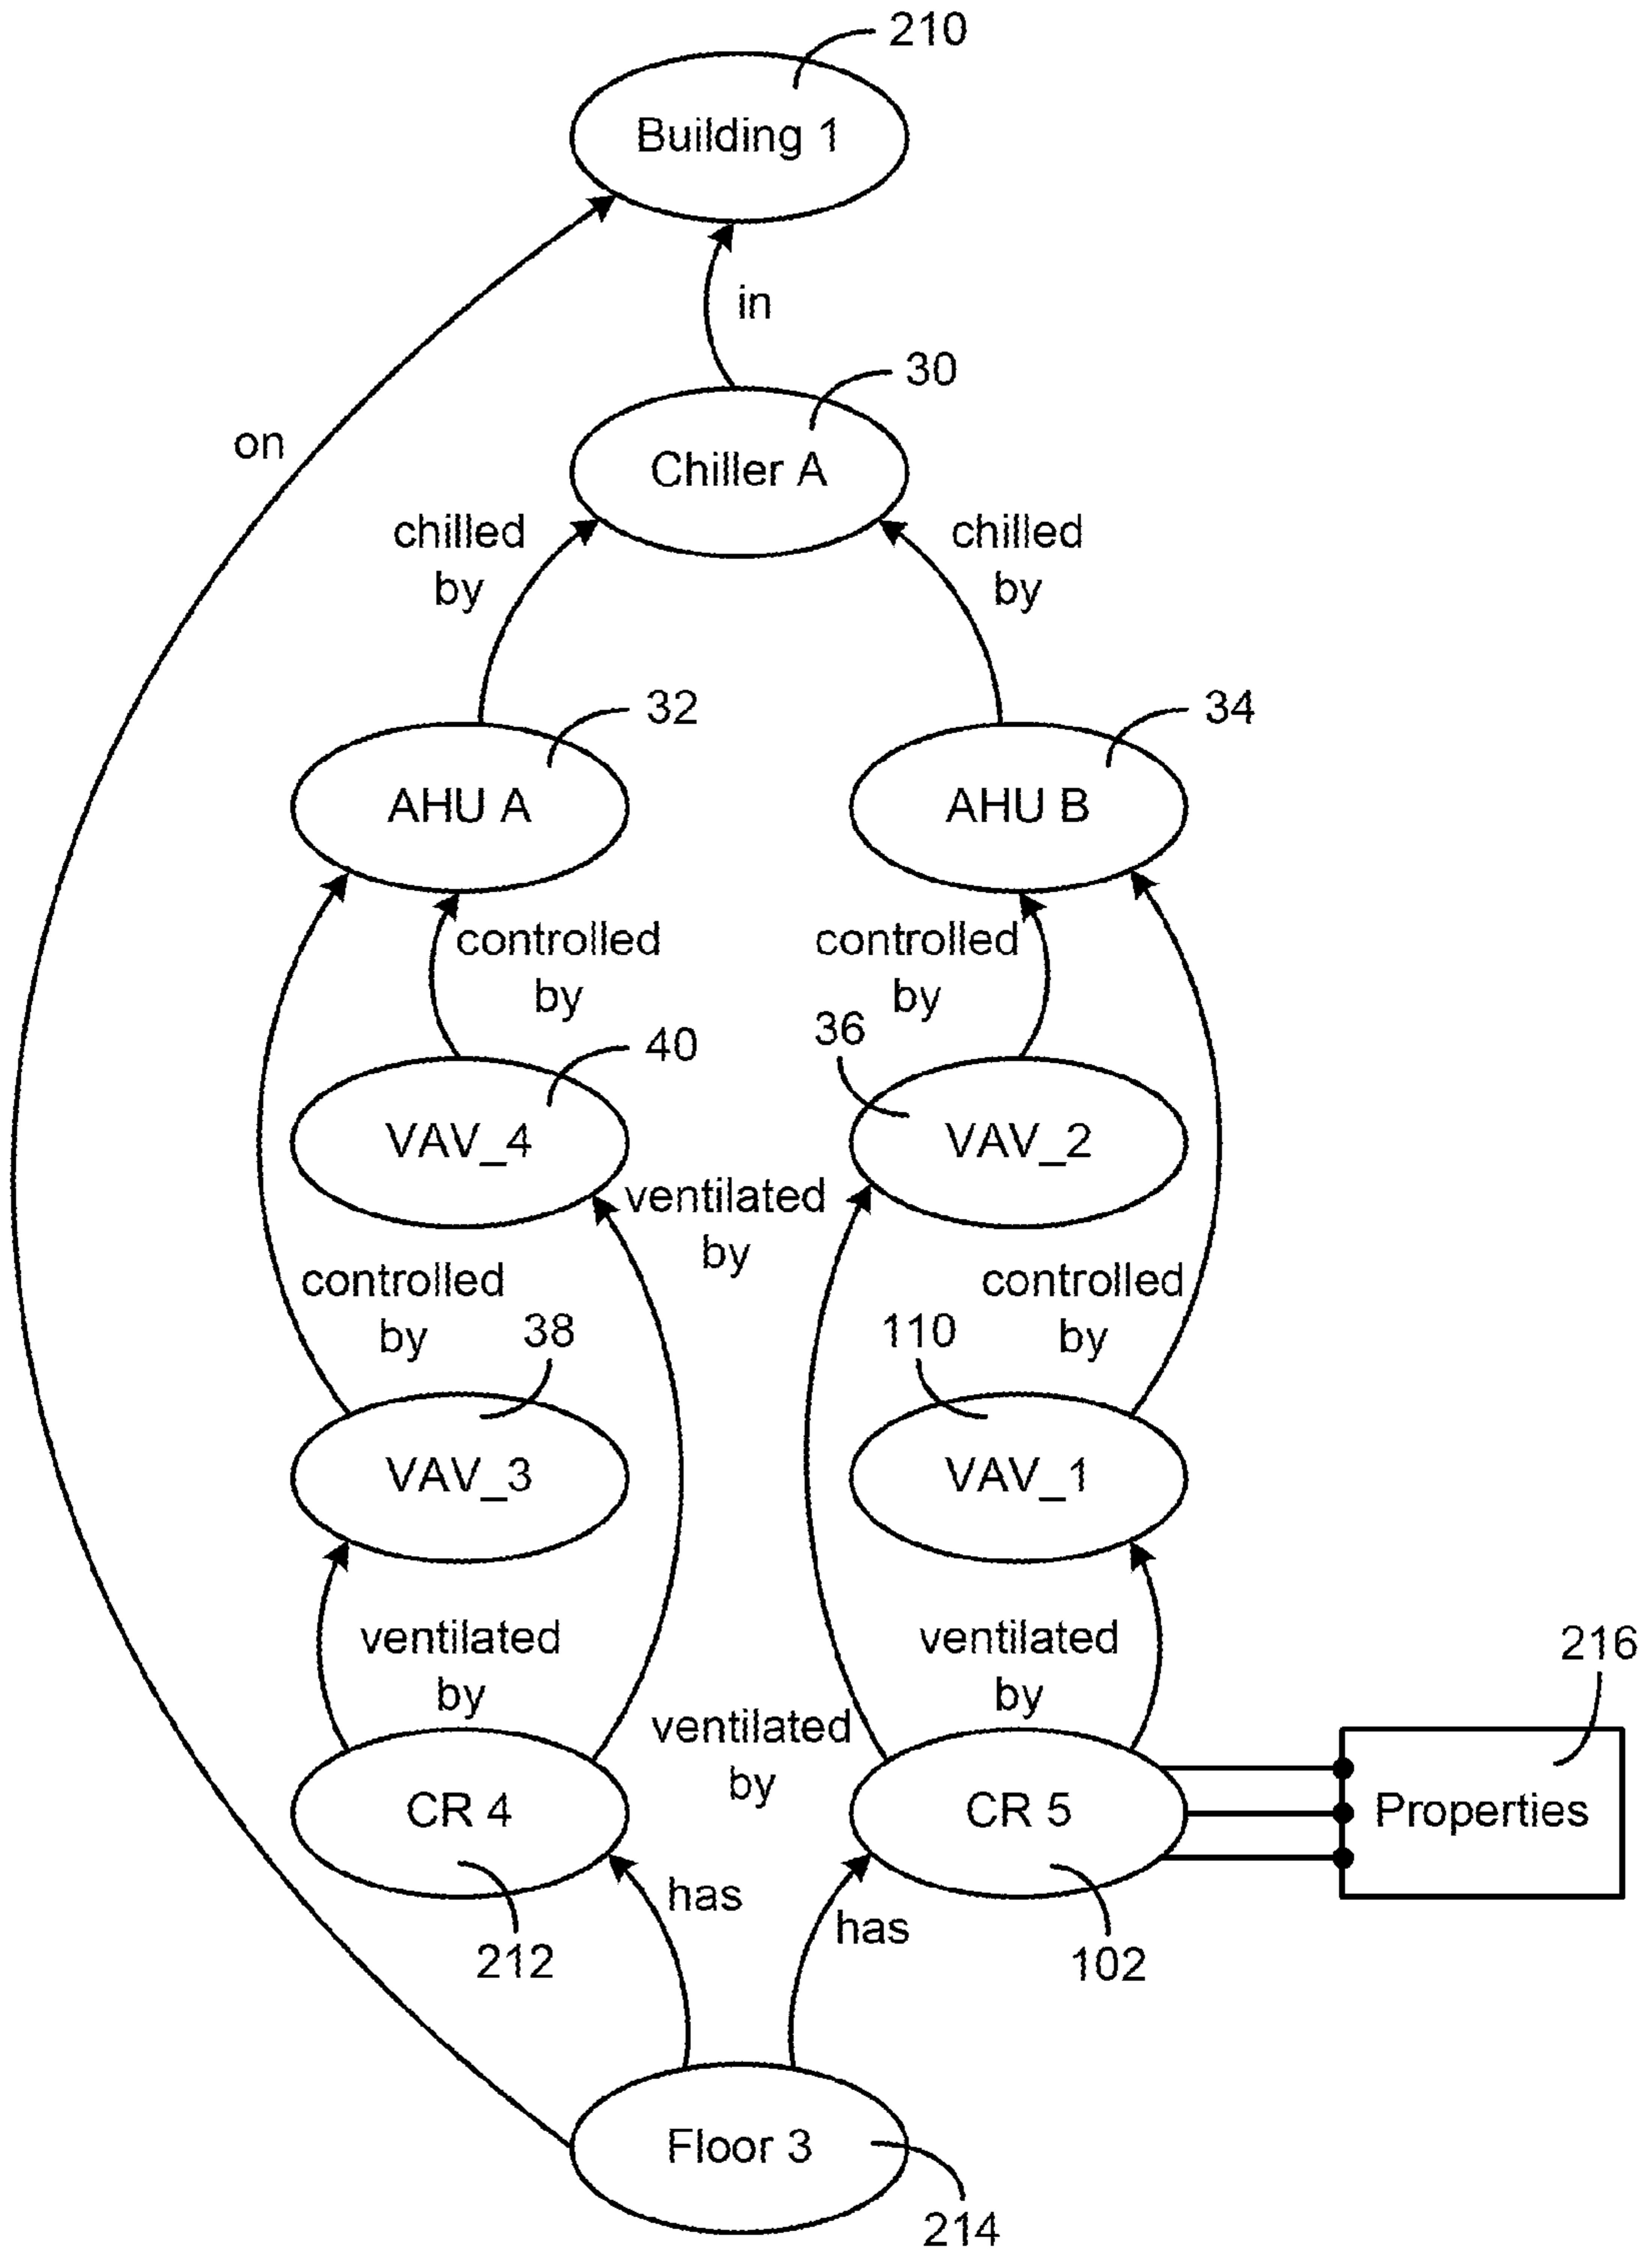 210
Building 1
in
30
on
Chiller A
chilled
by
chilled
by
32
34
AHU A
AHU B
controlled
by
controlled
by
36
40
VAV_4
VAV_2
ventilated
by
controlled
by
controlled
by
38
110
VAV_3
VAV_1
ventilated
by
ventilated
by
216
ventilated
by
CR 4
CR 5
Properties
has
has
212
102
Floor 3
214